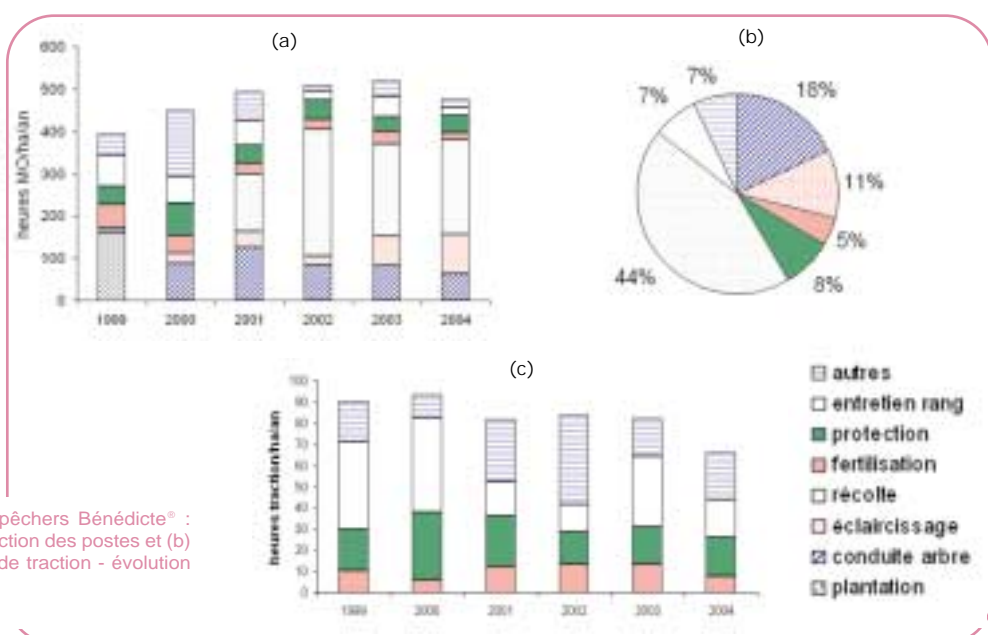 (a)
(b)
600
500
400
300
200
100
0
heures MO/ha/an
1999
2000
2001
2002
2003
2004
18%
11%
5%
8%
44%
7%
7%
(c)
100
90
80
70
60
50
40
30
20
10
0
heures traction/ha/an
1999
2000
2001
2002
2003
2004
autres
entretien rang
protection
fertilisation
récolte
éclaircissage
conduite arbre
plantation
pêchers Bénédicte® :
ction des postes et (b)
de traction - évolution